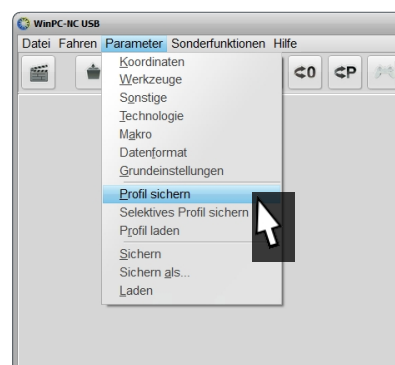 WinPC-NC USB
Datei Fahren Parameter Sonderfunktionen Hilfe
0 P
Koordinaten
Werkzeuge
Sonstige
Technologie
Makro
Datenformat
Grundeinstellungen
Profil sichern
Selektives Profil sichern
Profil laden
Sichern
Sichern als...
Laden